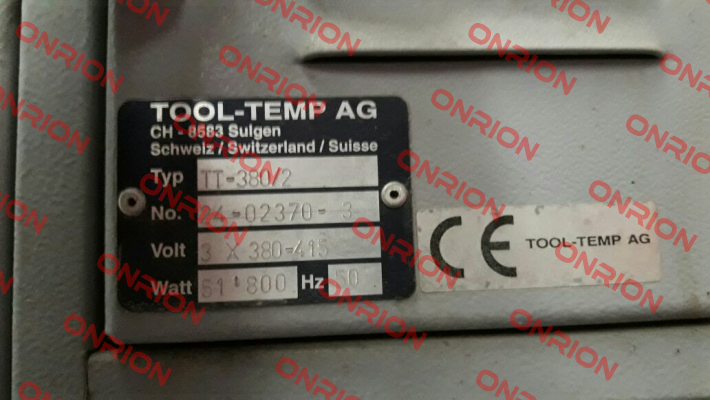 TOOL-TEMP AG
CH - 8583 Sulgen
Schweiz / Switzerland / Suisse
Typ TT-380/2
No. -02370- 3
Volt 3 X 380-415
Watt 51'800 Hz 50
CE TOOL-TEMP AG
ONRION